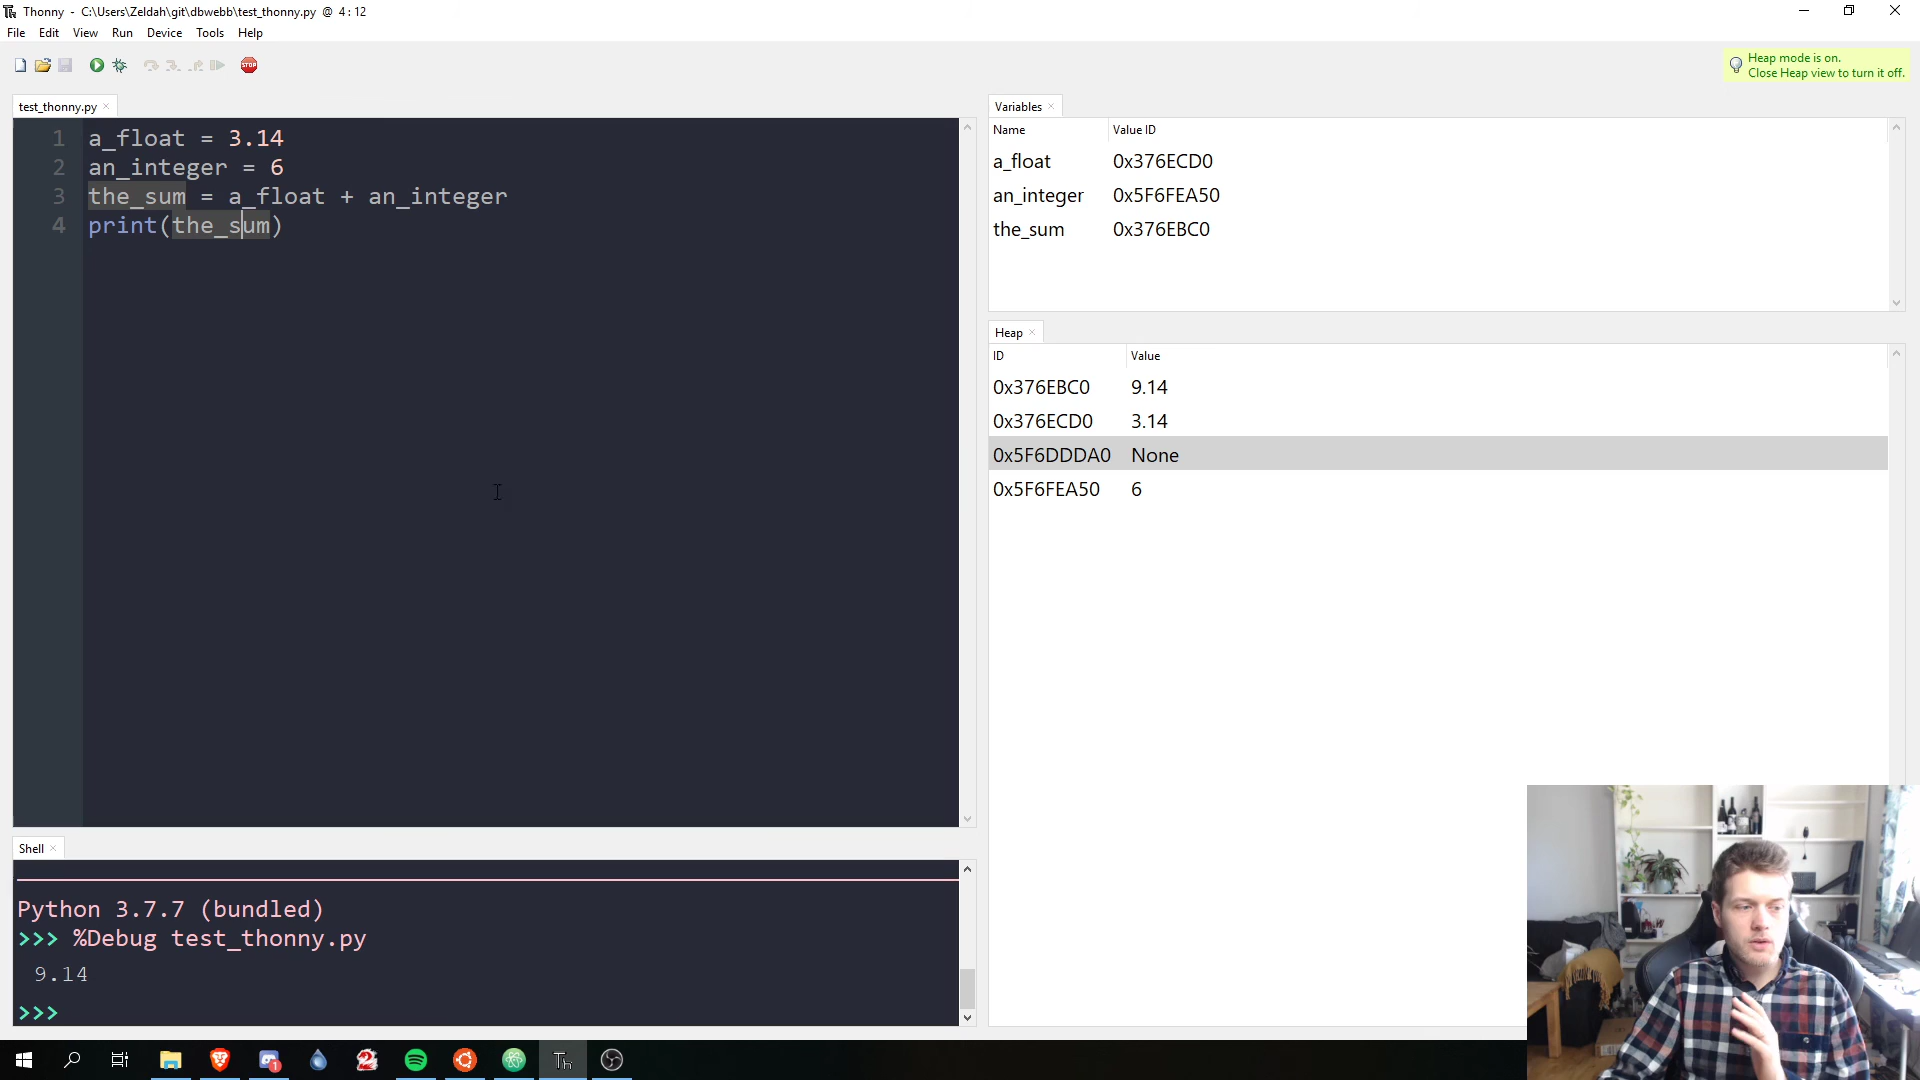 Thonny - C:\Users\Zeldah\git\dbwebb\test_thonny.py @ 4:12
File Edit View Run Device Tools Help
STOP
Heap mode is on.
Close Heap view to turn it off.
test_thonny.py
1 a_float = 3.14
2 an_integer = 6
3 the_sum = a_float + an_integer
4 print(the_sum)
Variables
Name Value ID
a_float 0x376ECD0
an_integer 0x5F6FEA50
the_sum 0x376EBC0
Heap
ID Value
0x376EBC0 9.14
0x376ECD0 3.14
0x5F6DDDA0 None
0x5F6FEA50 6
Shell
Python 3.7.7 (bundled)
>>> %Debug test_thonny.py
9.14
>>>
1
2
Th